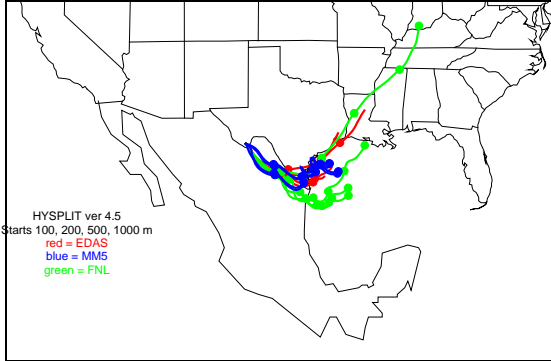 HYSPLIT ver 4.5
Starts 100, 200, 500, 1000 m
red = EDAS
blue = MM5
green = FNL